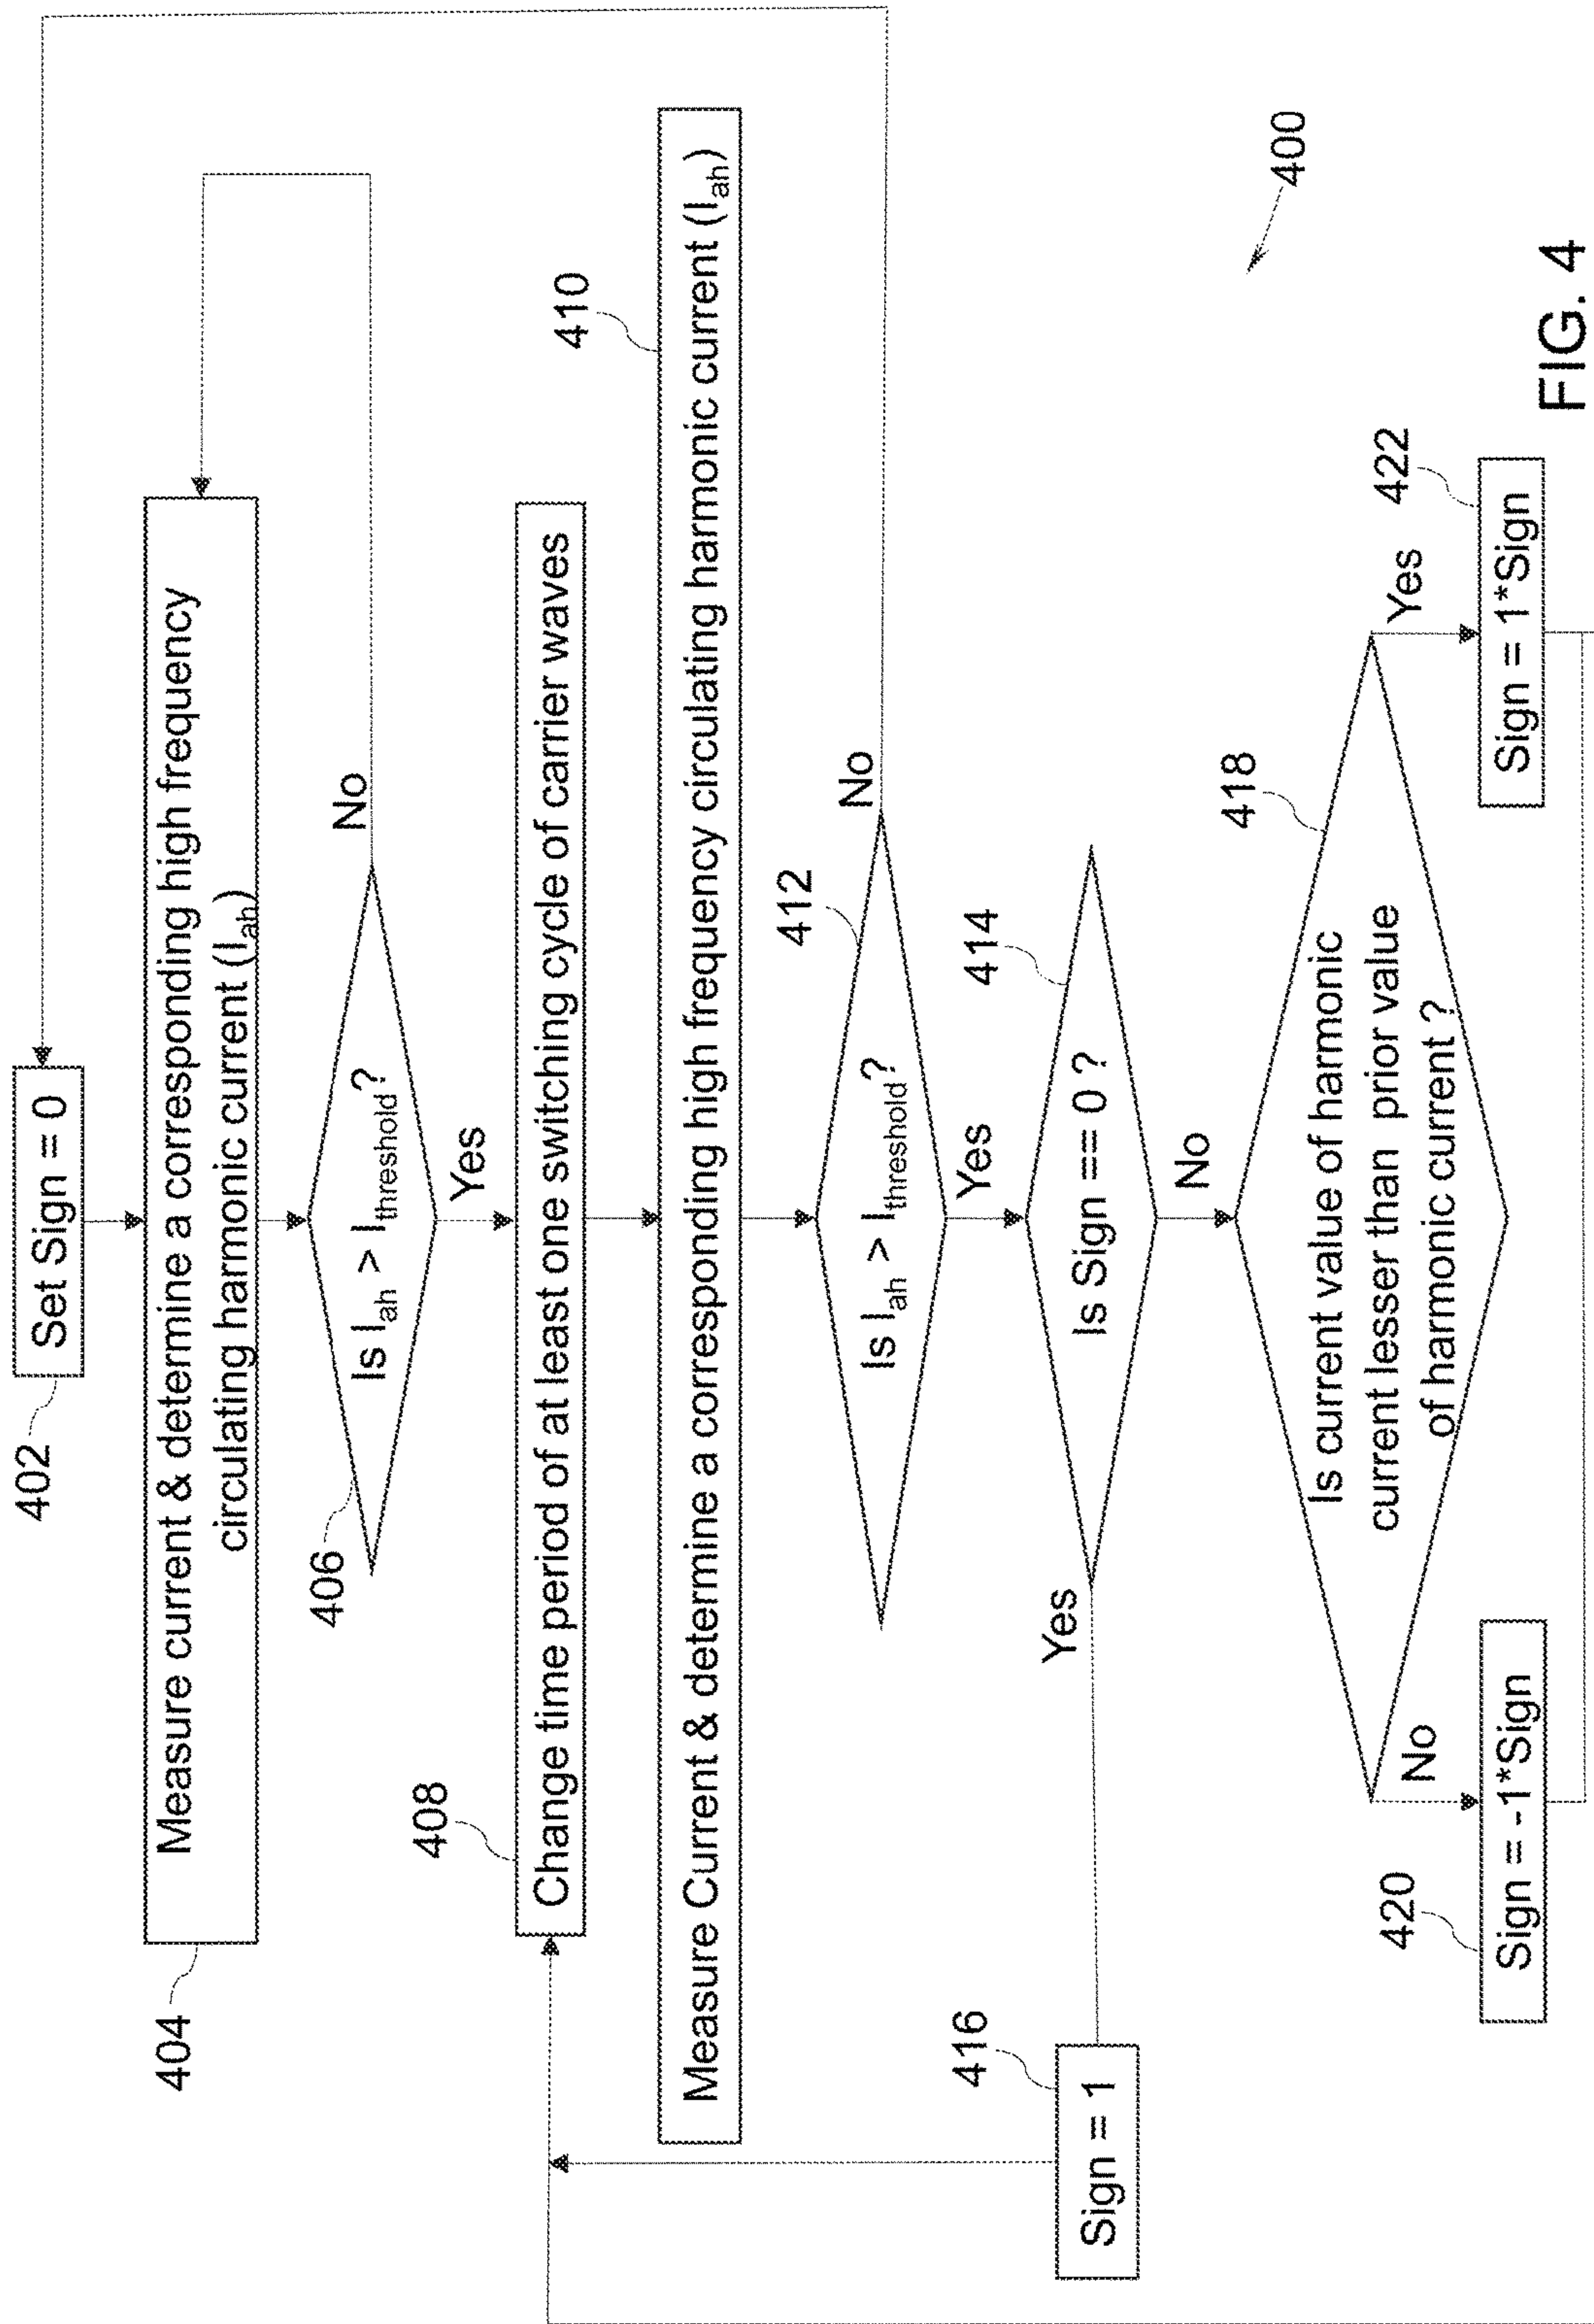 402
Set Sign = 0
404
Measure current & determine a corresponding high frequency
circulating harmonic current (Iah)
406
Is Iah > Ithreshold?
No
Yes
408
Change time period of at least one switching cycle of carrier waves
410
Measure Current & determine a corresponding high frequency circulating harmonic current (Iah)
412
Is Iah > Ithreshold?
No
Yes
414
Is Sign == 0 ?
Yes
No
416
Sign = 1
418
Is current value of harmonic
current lesser than prior value
of harmonic current ?
No
Yes
420
Sign = -1*Sign
422
Sign = 1*Sign
400
FIG. 4